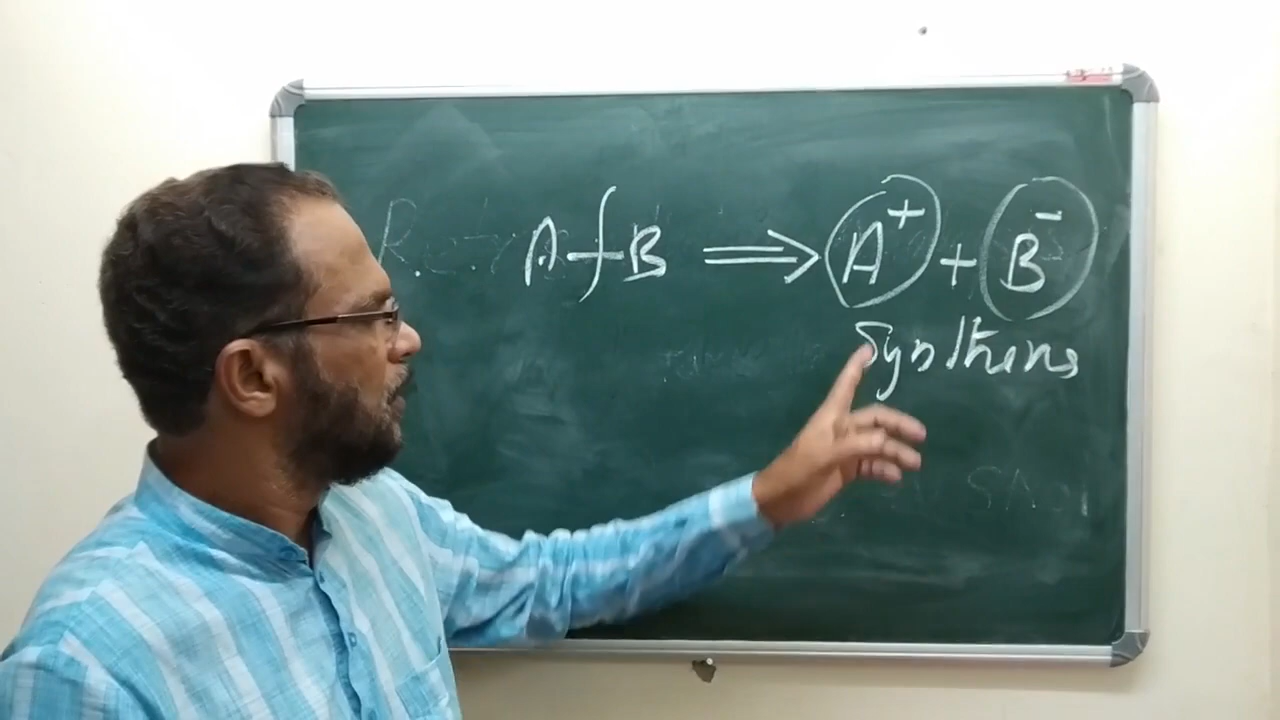 A B ⇒ A⁺ + B⁻
Synthons